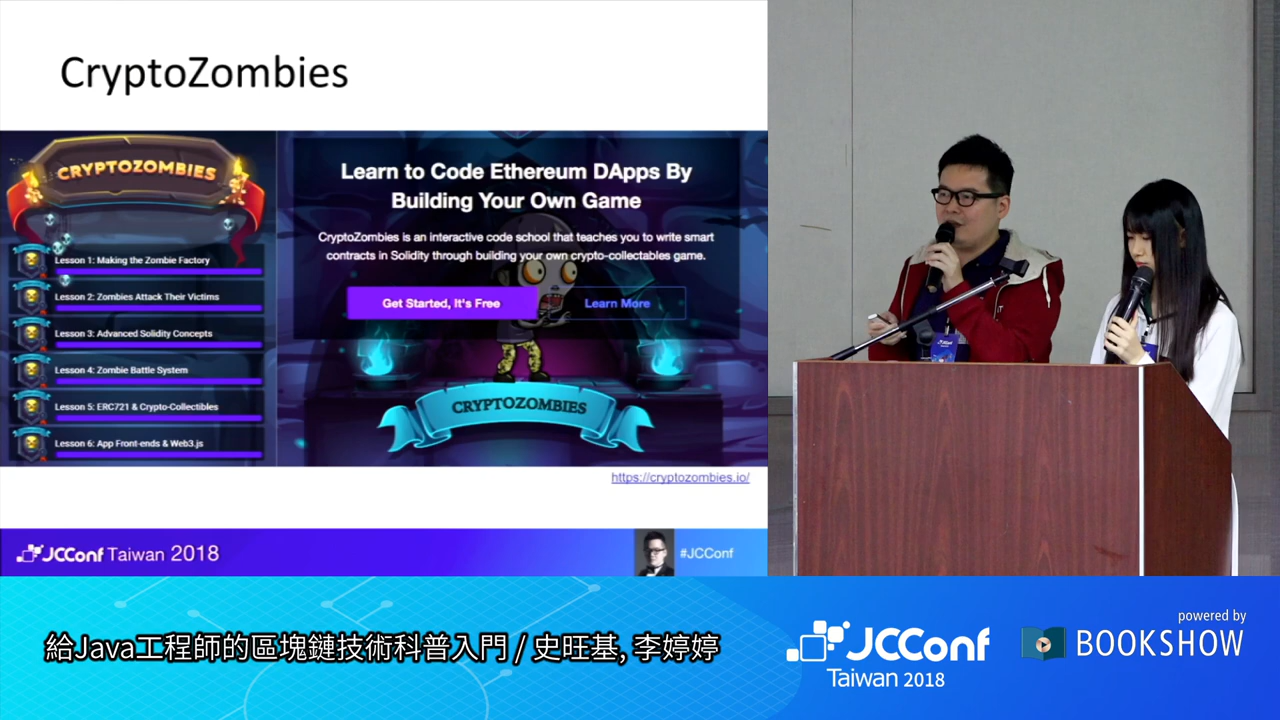 CryptoZombies
CRYPTOZOMBIES
Lesson 1: Making the Zombie Factory
Lesson 2: Zombies Attack Their Victims
Lesson 3: Advanced Solidity Concepts
Lesson 4: Zombie Battle System
Lesson 5: ERC721 & Crypto-Collectibles
Lesson 6: App Front-ends & Web3.js
Learn to Code Ethereum DApps By
Building Your Own Game
CryptoZombies is an interactive code school that teaches you to write smart
contracts in Solidity through building your own crypto-collectables game.
Get Started, It's Free
Learn More
CRYPTOZOMBIES
https://cryptozombies.io/
JCConf Taiwan 2018
#JCConf
給Java工程師的區塊鏈技術科普入門 / 史旺基, 李婷婷
JCConf
Taiwan 2018
powered by
BOOKSHOW